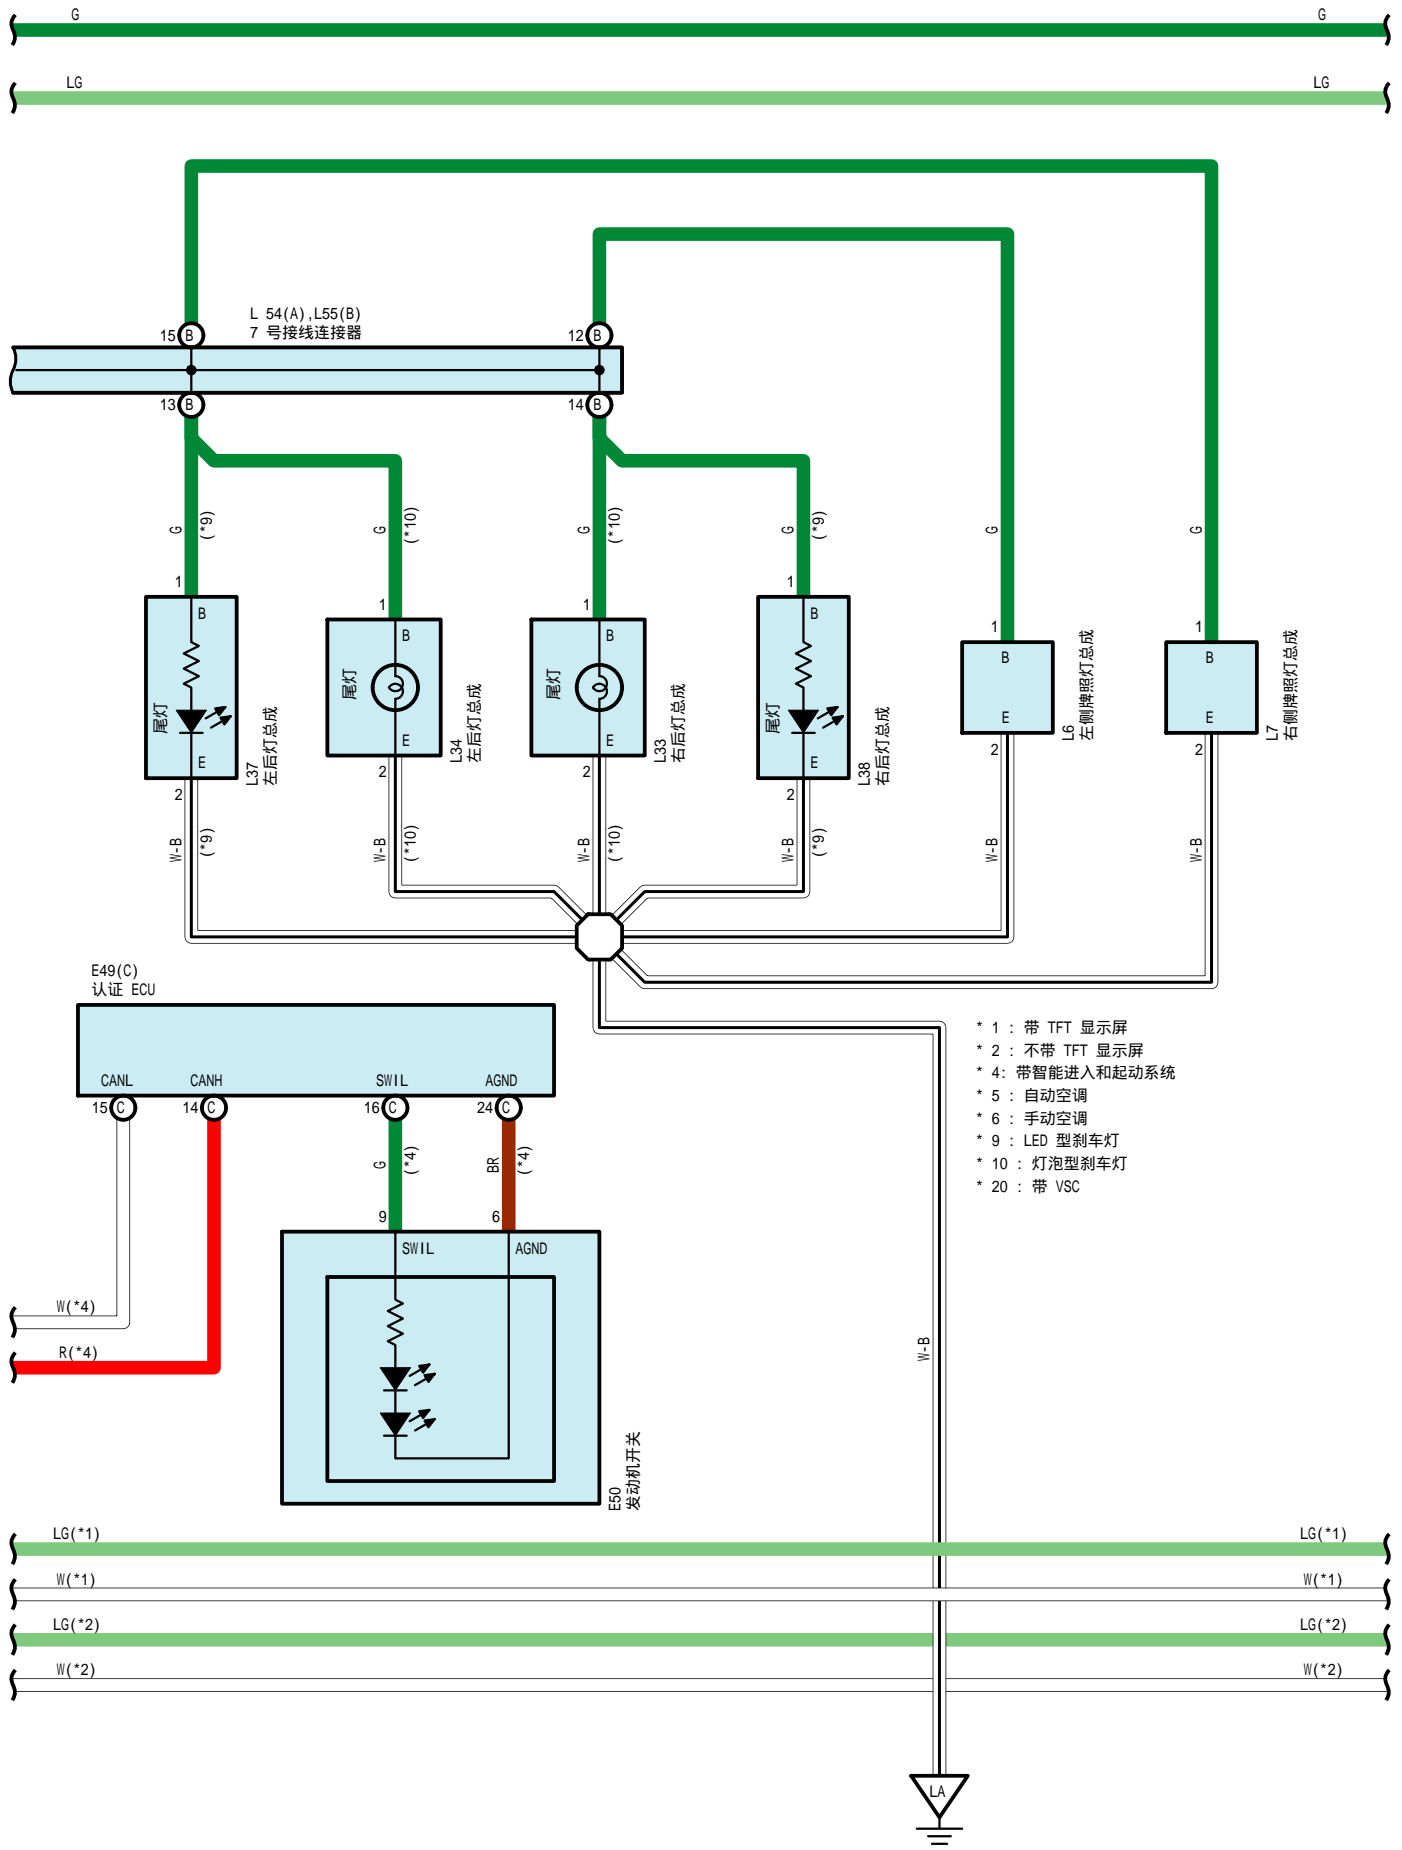 G
G
LG
LG
L 54(A),L55(B)
7 号接线连接器
15 B
12 B
13 B
14 B
G
(*9)
G
(*10)
G
(*10)
G
(*9)
G
G
1
B
尾灯
E
2
L37
左后灯总成
1
B
尾灯
E
2
L34
左后灯总成
1
B
尾灯
E
2
L33
右后灯总成
1
B
尾灯
E
2
L38
右后灯总成
1
B
E
2
L6
左侧牌照灯总成
1
B
E
2
L7
右侧牌照灯总成
W-B
(*9)
W-B
(*10)
W-B
(*10)
W-B
(*9)
W-B
W-B
E49(C)
认证 ECU
CANL
CANH
SWIL
AGND
15 C
14 C
16 C
24 C
G
(*4)
BR
(*4)
9
6
SWIL
AGND
E50
发动机开关
W(*4)
R(*4)
* 1 : 带 TFT 显示屏
* 2 : 不带 TFT 显示屏
* 4: 带智能进入和起动系统
* 5 : 自动空调
* 6 : 手动空调
* 9 : LED 型刹车灯
* 10 : 灯泡型刹车灯
* 20 : 带 VSC
W-B
LG(*1)
LG(*1)
W(*1)
W(*1)
LG(*2)
LG(*2)
W(*2)
W(*2)
LA